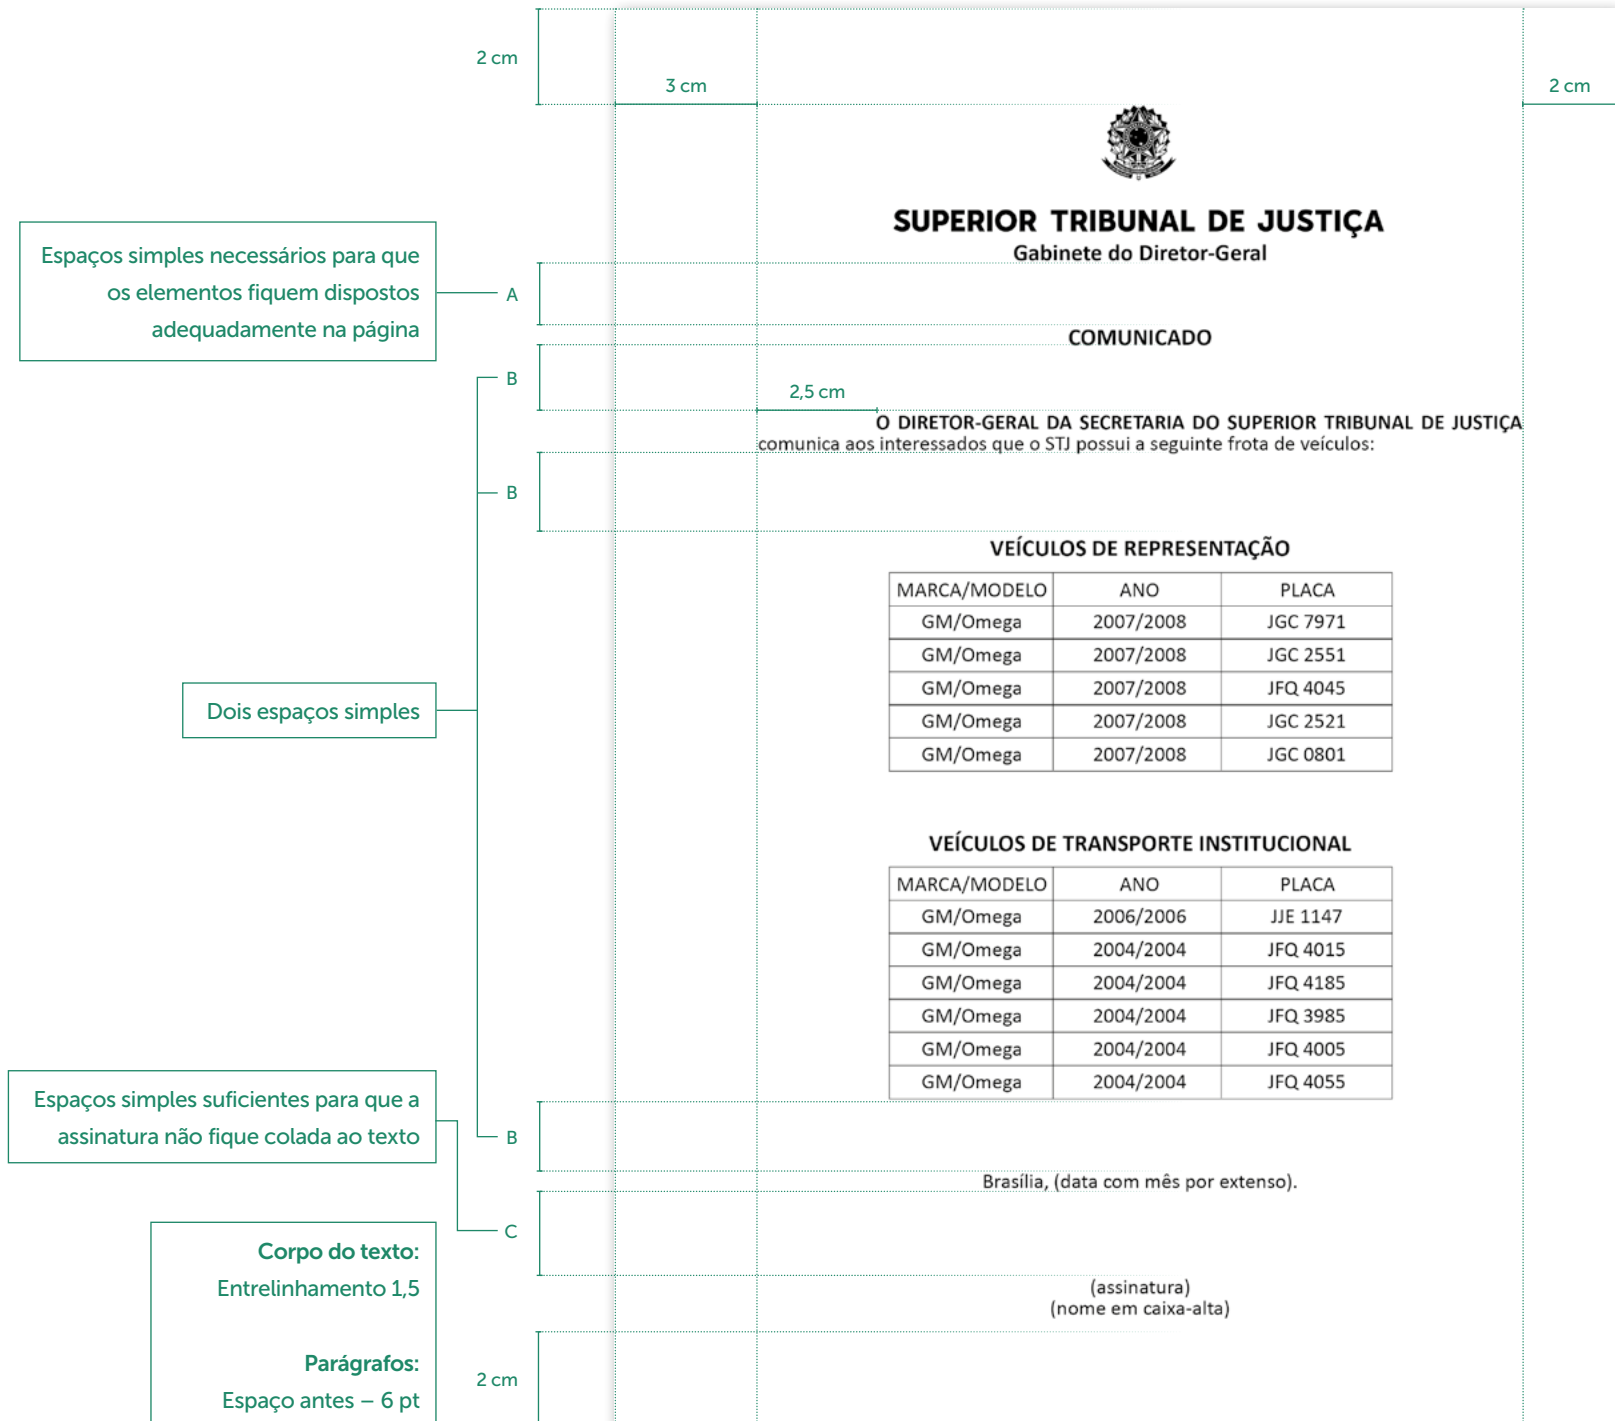 2 cm
3 cm
2 cm
SUPERIOR TRIBUNAL DE JUSTIÇA
Gabinete do Diretor-Geral
Espaços simples necessários para que
os elementos fiquem dispostos
adequadamente na página
A
COMUNICADO
B
2,5 cm
O DIRETOR-GERAL DA SECRETARIA DO SUPERIOR TRIBUNAL DE JUSTIÇA
comunica aos interessados que o STJ possui a seguinte frota de veículos:
B
VEÍCULOS DE REPRESENTAÇÃO
MARCA/MODELO ANO PLACA
GM/Omega 2007/2008 JGC 7971
GM/Omega 2007/2008 JGC 2551
GM/Omega 2007/2008 JFQ 4045
GM/Omega 2007/2008 JGC 2521
GM/Omega 2007/2008 JGC 0801
Dois espaços simples
VEÍCULOS DE TRANSPORTE INSTITUCIONAL
MARCA/MODELO ANO PLACA
GM/Omega 2006/2006 JJE 1147
GM/Omega 2004/2004 JFQ 4015
GM/Omega 2004/2004 JFQ 4185
GM/Omega 2004/2004 JFQ 3985
GM/Omega 2004/2004 JFQ 4005
GM/Omega 2004/2004 JFQ 4055
Espaços simples suficientes para que a
assinatura não fique colada ao texto
B
Brasília, (data com mês por extenso).
C
(assinatura)
(nome em caixa-alta)
Corpo do texto:
Entrelinhamento 1,5
Parágrafos:
Espaço antes – 6 pt
2 cm